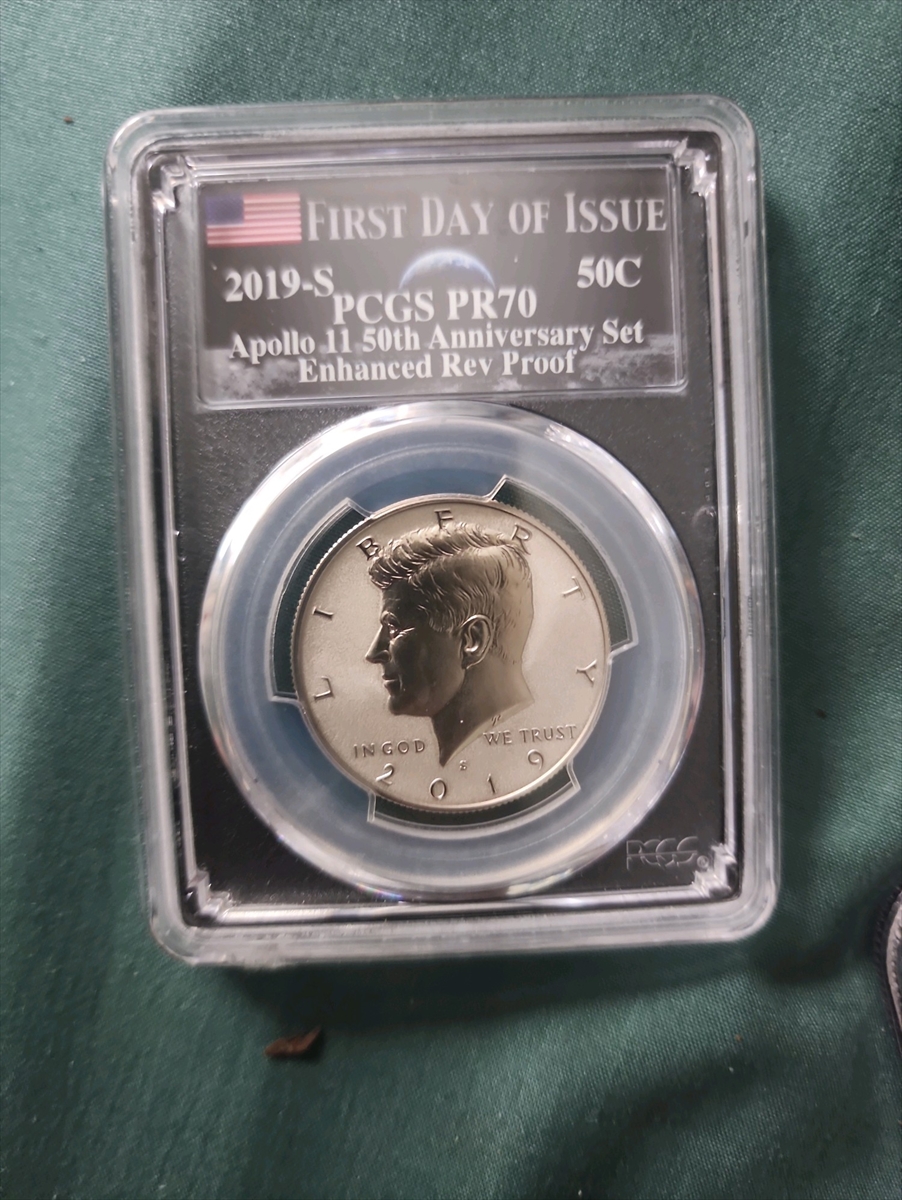 FIRST DAY OF ISSUE
2019-S 50C
PCGS PR70
Apollo 11 50th Anniversary Set
Enhanced Rev Proof
LIBERTY
IN GOD WE TRUST
S
2019
PCGS